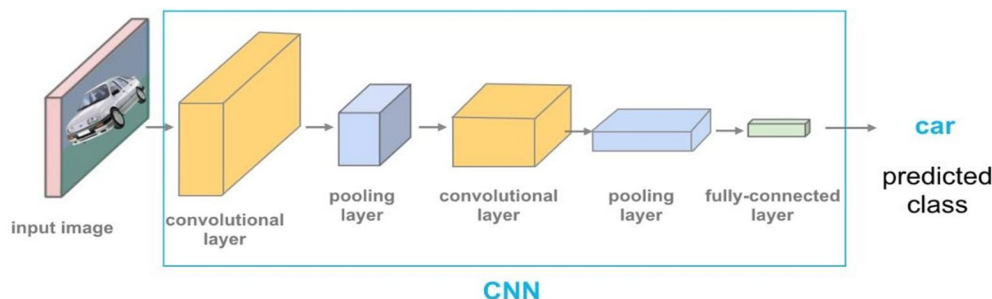 input image
convolutional
layer
pooling
layer
convolutional
layer
pooling
layer
fully-connected
layer
car
predicted
class
CNN